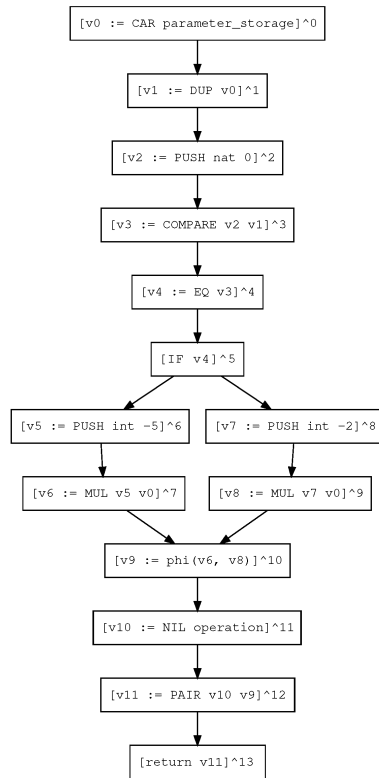 [v0 := CAR parameter_storage]^0
[v1 := DUP v0]^1
[v2 := PUSH nat 0]^2
[v3 := COMPARE v2 v1]^3
[v4 := EQ v3]^4
[IF v4]^5
[v5 := PUSH int -5]^6
[v7 := PUSH int -2]^8
[v6 := MUL v5 v0]^7
[v8 := MUL v7 v0]^9
[v9 := phi(v6, v8)]^10
[v10 := NIL operation]^11
[v11 := PAIR v10 v9]^12
[return v11]^13